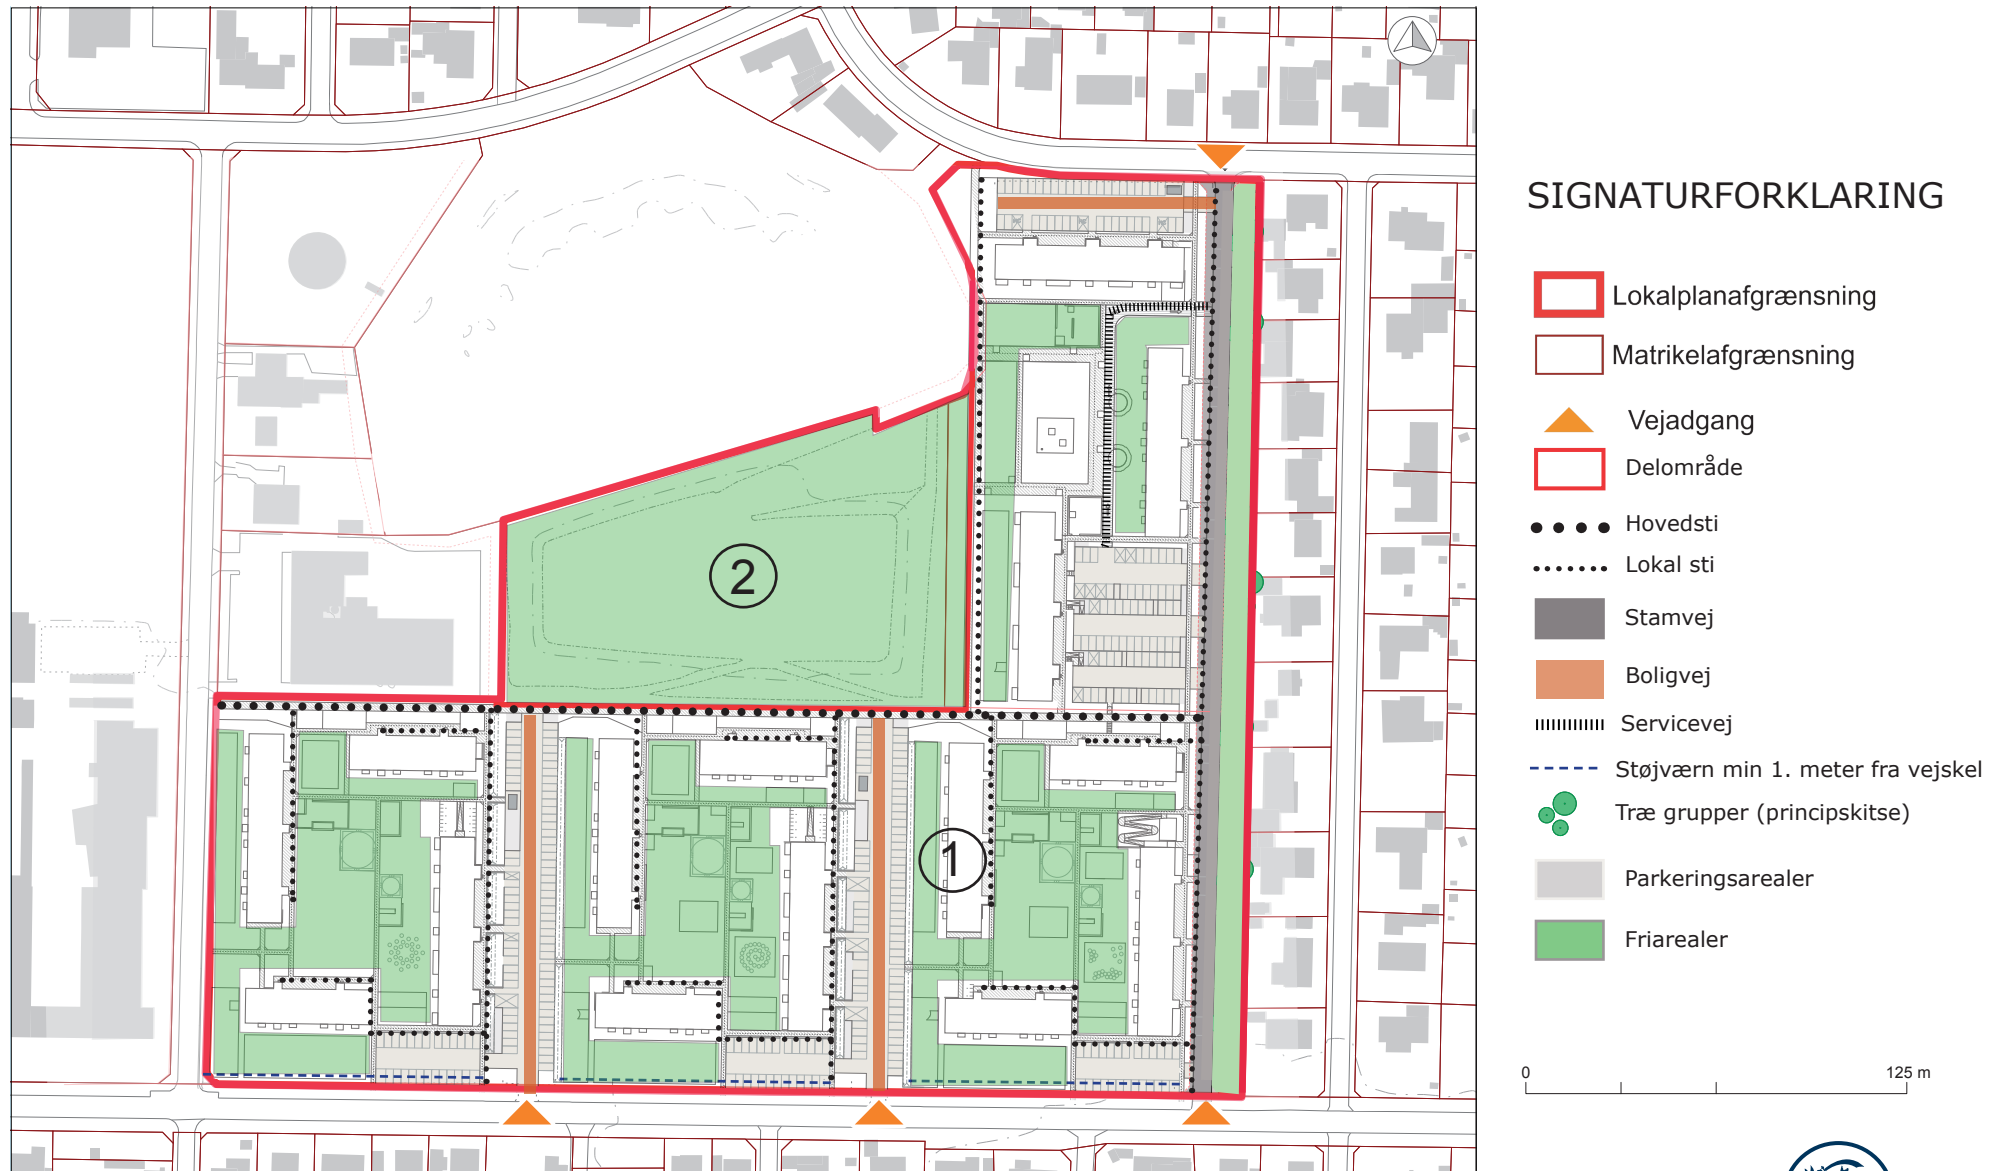 SIGNATURFORKLARING
Lokalplanafgrænsning
Matrikelafgrænsning
Vejadgang
Delområde
Hovedsti
Lokal sti
Stamvej
Boligvej
Servicevej
Støjværn min 1. meter fra vejskel
Træ grupper (principskitse)
Parkeringsarealer
Friarealer
0 125 m
2
1